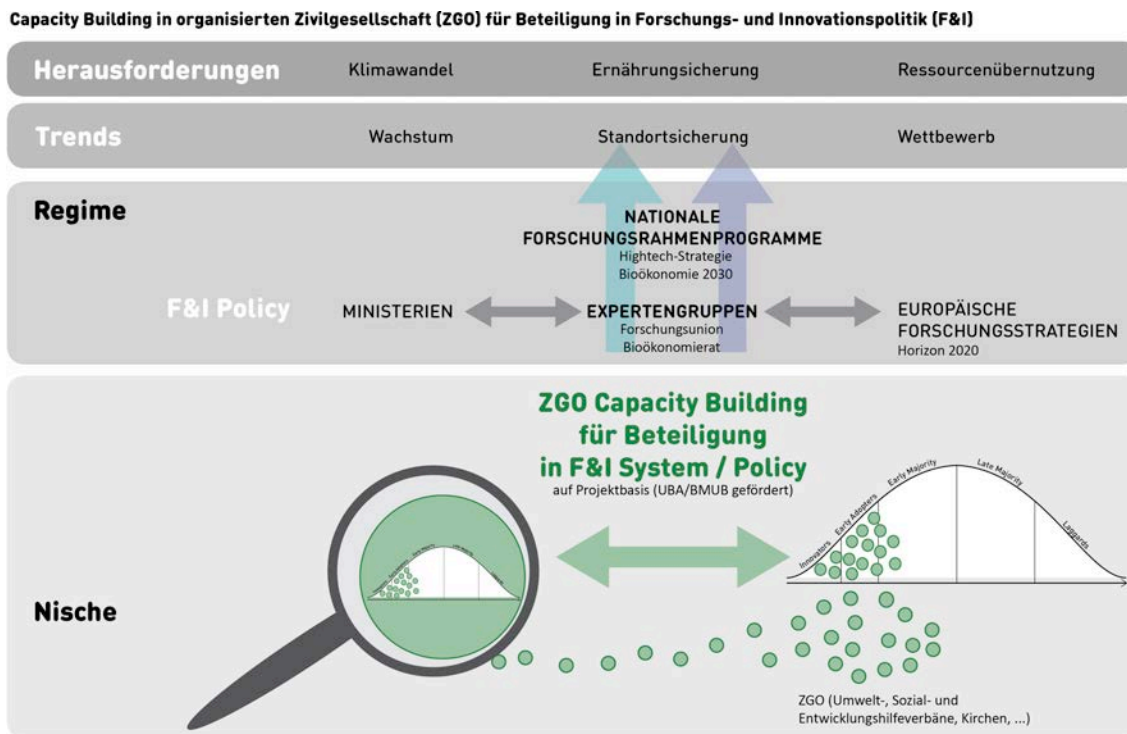 Capacity Building in organisierten Zivilgesellschaft (ZGO) für Beteiligung in Forschungs- und Innovationspolitik (F&I)
Herausforderungen Klimawandel Ernährungsicherung Ressourcenübernutzung
Trends Wachstum Standortsicherung Wettbewerb
Regime
NATIONALE
FORSCHUNGSRAHMENPROGRAMME
Hightech-Strategie
Bioökonomie 2030
F&I Policy MINISTERIEN EXPERTENGRUPPEN EUROPÄISCHE
FORSCHUNGSSTRATEGIEN
Forschungsunion
Bioökonomierat
Horizon 2020
ZGO Capacity Building
für Beteiligung
in F&I System / Policy
auf Projektbasis (UBA/BMUB gefördert)
Innovators Early Adopters Early Majority Late Majority Laggards
Nische
ZGO (Umwelt-, Sozial- und
Entwicklungshilfeverbäne, Kirchen, ...)